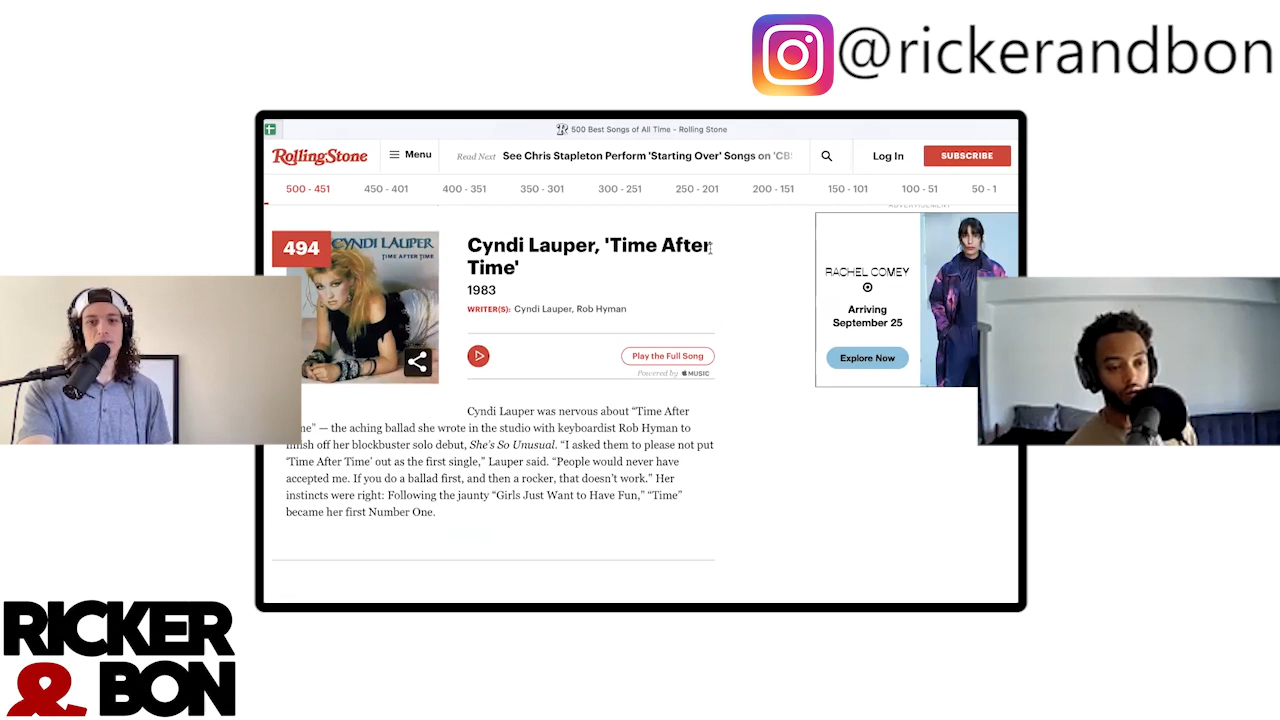 @rickerandbon
500 Best Songs of All Time - Rolling Stone
RollingStone
Menu
Read Next See Chris Stapleton Perform 'Starting Over' Songs on 'CBS
Log In
SUBSCRIBE
500 - 451 450 - 401 400 - 351 350 - 301 300 - 251 250 - 201 200 - 151 150 - 101 100 - 51 50 - 1
ADVERTISEMENT
494
CYNDI LAUPER
TIME AFTER TIME
Cyndi Lauper, 'Time After
Time'
1983
WRITER(S): Cyndi Lauper, Rob Hyman
Play the Full Song
Powered by MUSIC
RACHEL COMEY
Arriving
September 25
Explore Now
Cyndi Lauper was nervous about “Time After
me” — the aching ballad she wrote in the studio with keyboardist Rob Hyman to
finish off her blockbuster solo debut, She’s So Unusual. “I asked them to please not put
‘Time After Time’ out as the first single,” Lauper said. “People would never have
accepted me. If you do a ballad first, and then a rocker, that doesn’t work.” Her
instincts were right: Following the jaunty “Girls Just Want to Have Fun,” “Time”
became her first Number One.
RICKER
& BON